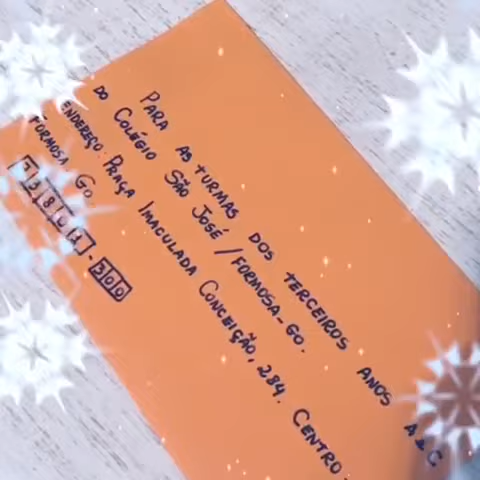 PARA AS TURMAS DOS TERCEIROS ANOS A & C
DO COLÉGIO SÃO JOSÉ / FORMOSA-GO.
ENDEREÇO: PRAÇA IMACULADA CONCEIÇÃO, 284. CENTRO-
FORMOSA GO
73801-300